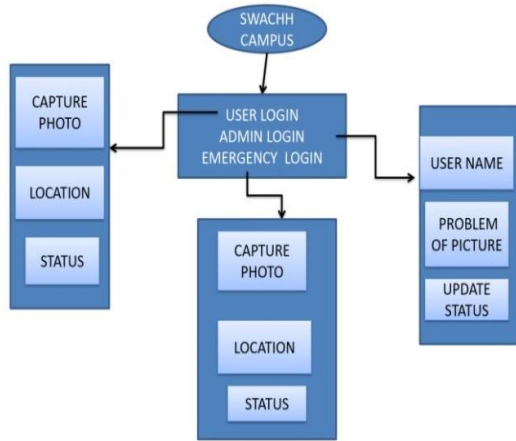 SWACHH
CAMPUS
USER LOGIN
ADMIN LOGIN
EMERGENCY LOGIN
CAPTURE
PHOTO
LOCATION
STATUS
CAPTURE
PHOTO
LOCATION
STATUS
USER NAME
PROBLEM
OF PICTURE
UPDATE
STATUS